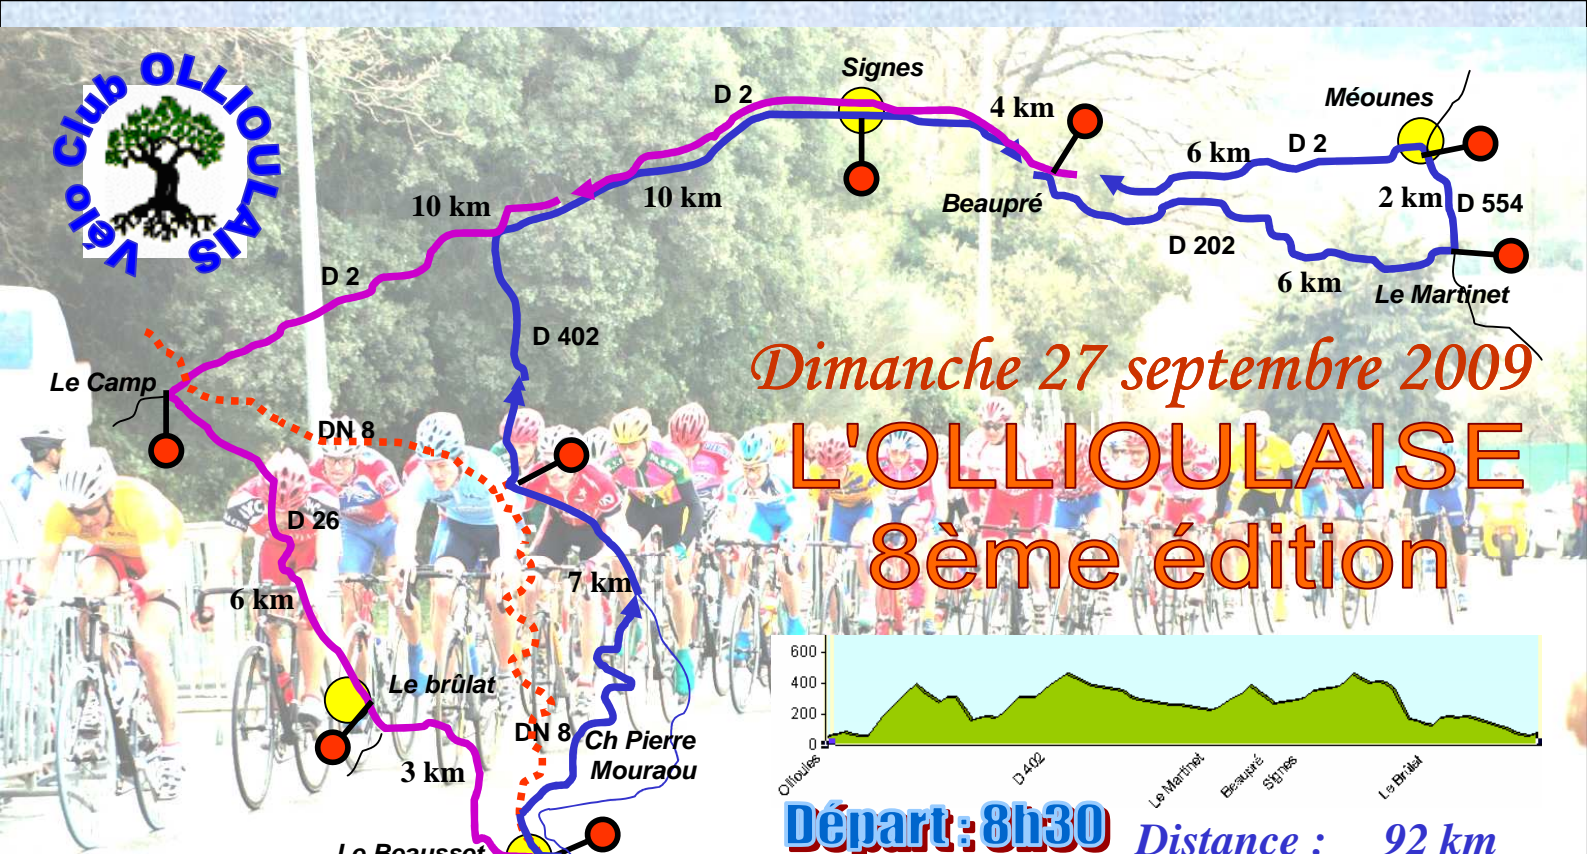 Vélo Club OLLIOULAIS
Signes
D 2
4 km
Méounes
D 2
6 km
10 km
10 km
Beaupré
2 km
D 554
D 202
6 km
Le Martinet
D 2
D 402
Le Camp
DN 8
Dimanche 27 septembre 2009
L'OLLIOULAISE
8ème édition
D 26
6 km
7 km
Le brûlat
DN 8
Ch Pierre
Mouraou
3 km
Le Beausset
600
400
200
0
Ollioules
D 402
Le Martinet
Beaupré
Signes
Le Brûlat
Départ : 8h30
Distance : 92 km